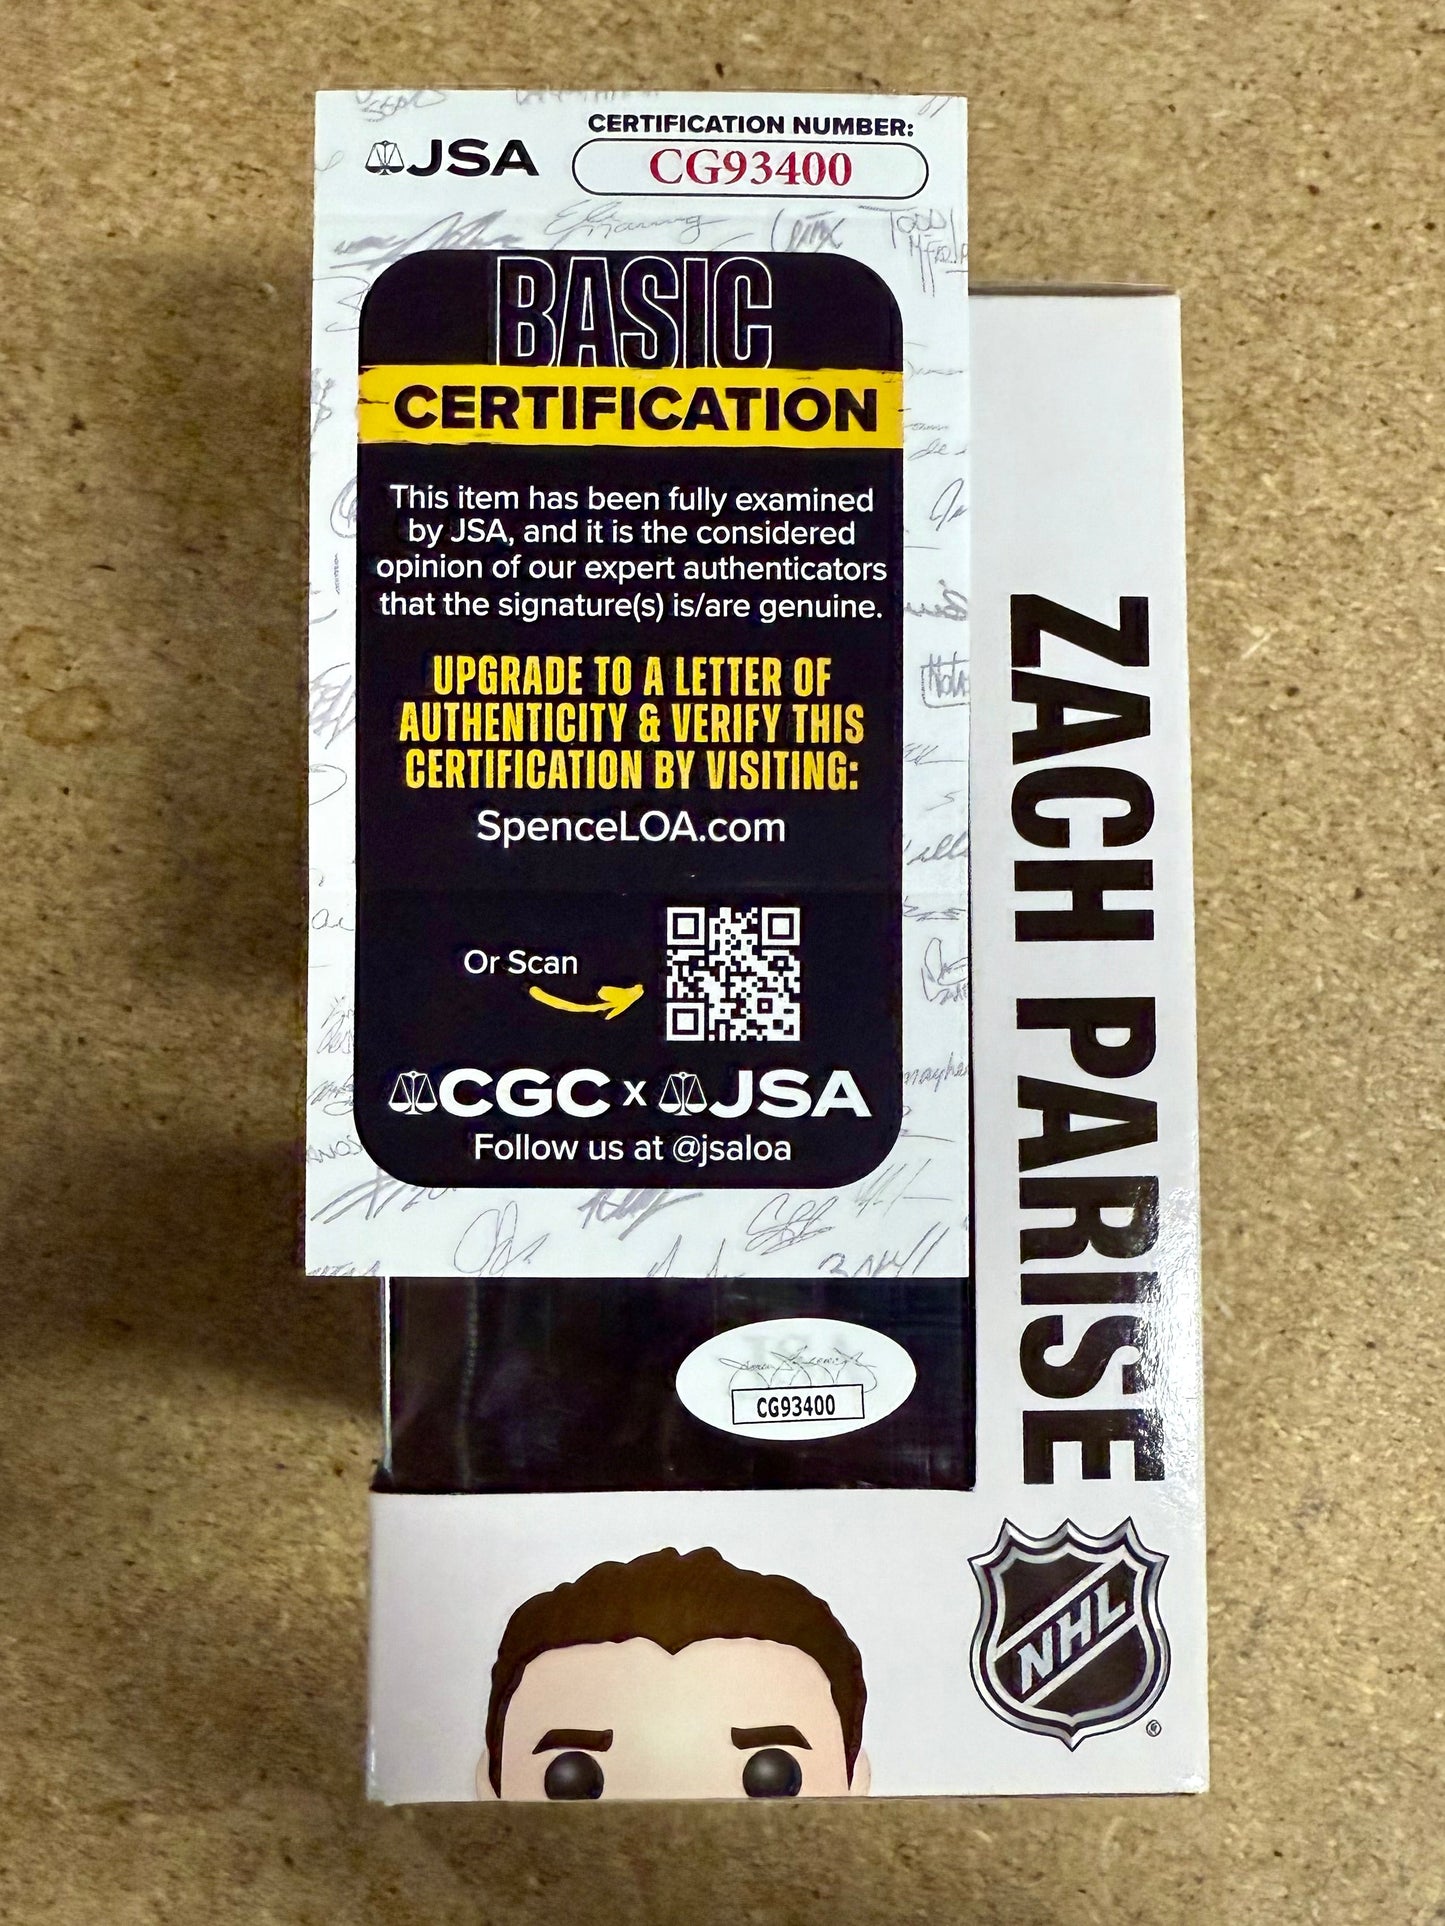 JSA
CERTIFICATION NUMBER:
CG93400
BASIC
CERTIFICATION
This item has been fully examined
by JSA, and it is the considered
opinion of our expert authenticators
that the signature(s) is/are genuine.
UPGRADE TO A LETTER OF
AUTHENTICITY & VERIFY THIS
CERTIFICATION BY VISITING:
SpenceLOA.com
Or Scan
CGC x JSA
Follow us at @jsaloa
CG93400
ZACH PARISE
NHL
®